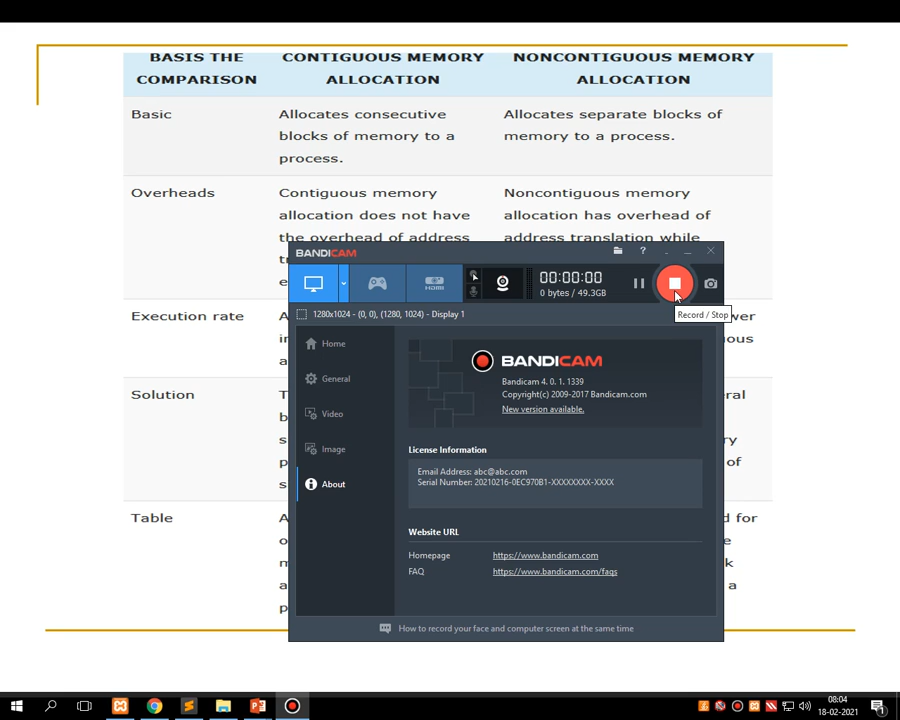 BASIS THE CONTIGUOUS MEMORY NONCONTIGUOUS MEMORY
COMPARISON ALLOCATION ALLOCATION
Basic Allocates consecutive Allocates separate blocks of
blocks of memory to a memory to a process.
process.
Overheads Contiguous memory Noncontiguous memory
allocation does not have allocation has overhead of
the overhead of address address translation while
BANDICAM
HDMI
00:00:00
0 bytes / 49.3GB
Record / Stop
1280x1024 - (0, 0), (1280, 1024) - Display 1
Execution rate
Solution
Table
Home
General
Video
Image
About
BANDICAM
Bandicam 4. 0. 1. 1339
Copyright(c) 2009-2017 Bandicam.com
New version available.
License Information
Email Address: abc@abc.com
Serial Number: 20210216-0EC970B1-XXXXXXXX-XXXX
Website URL
Homepage https://www.bandicam.com
FAQ https://www.bandicam.com/faqs
for
of
a
How to record your face and computer screen at the same time
08:04
18-02-2021